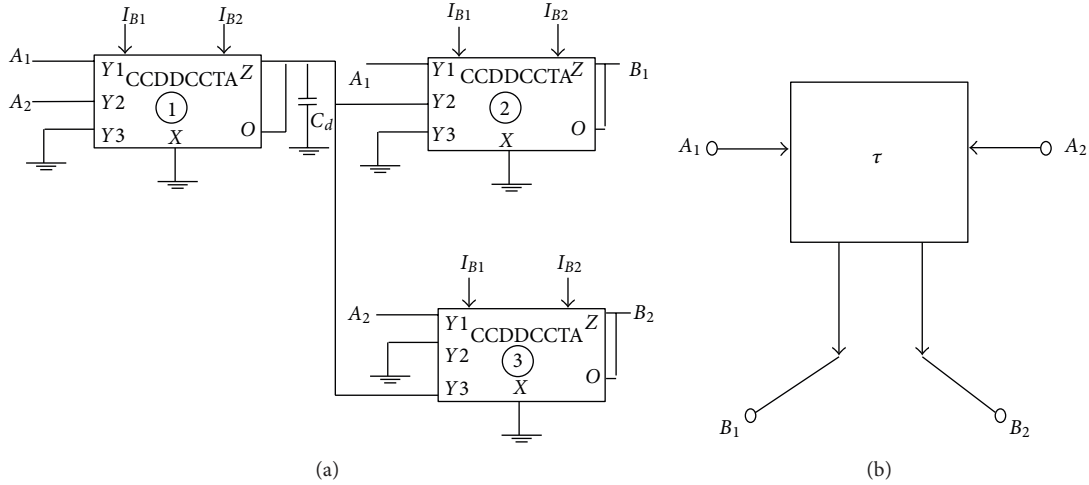 I_B1 I_B2
A_1
Y1 CCDDCCTA Z
A_2 Y2 1
Y3 X O
C_d
I_B1 I_B2
A_1
Y1 CCDDCCTA Z B_1
Y2 2
Y3 X O
I_B1 I_B2
A_2
Y1 CCDDCCTA Z B_2
Y2 3
Y3 X O
(a)
A_1 τ A_2
B_1 B_2
(b)